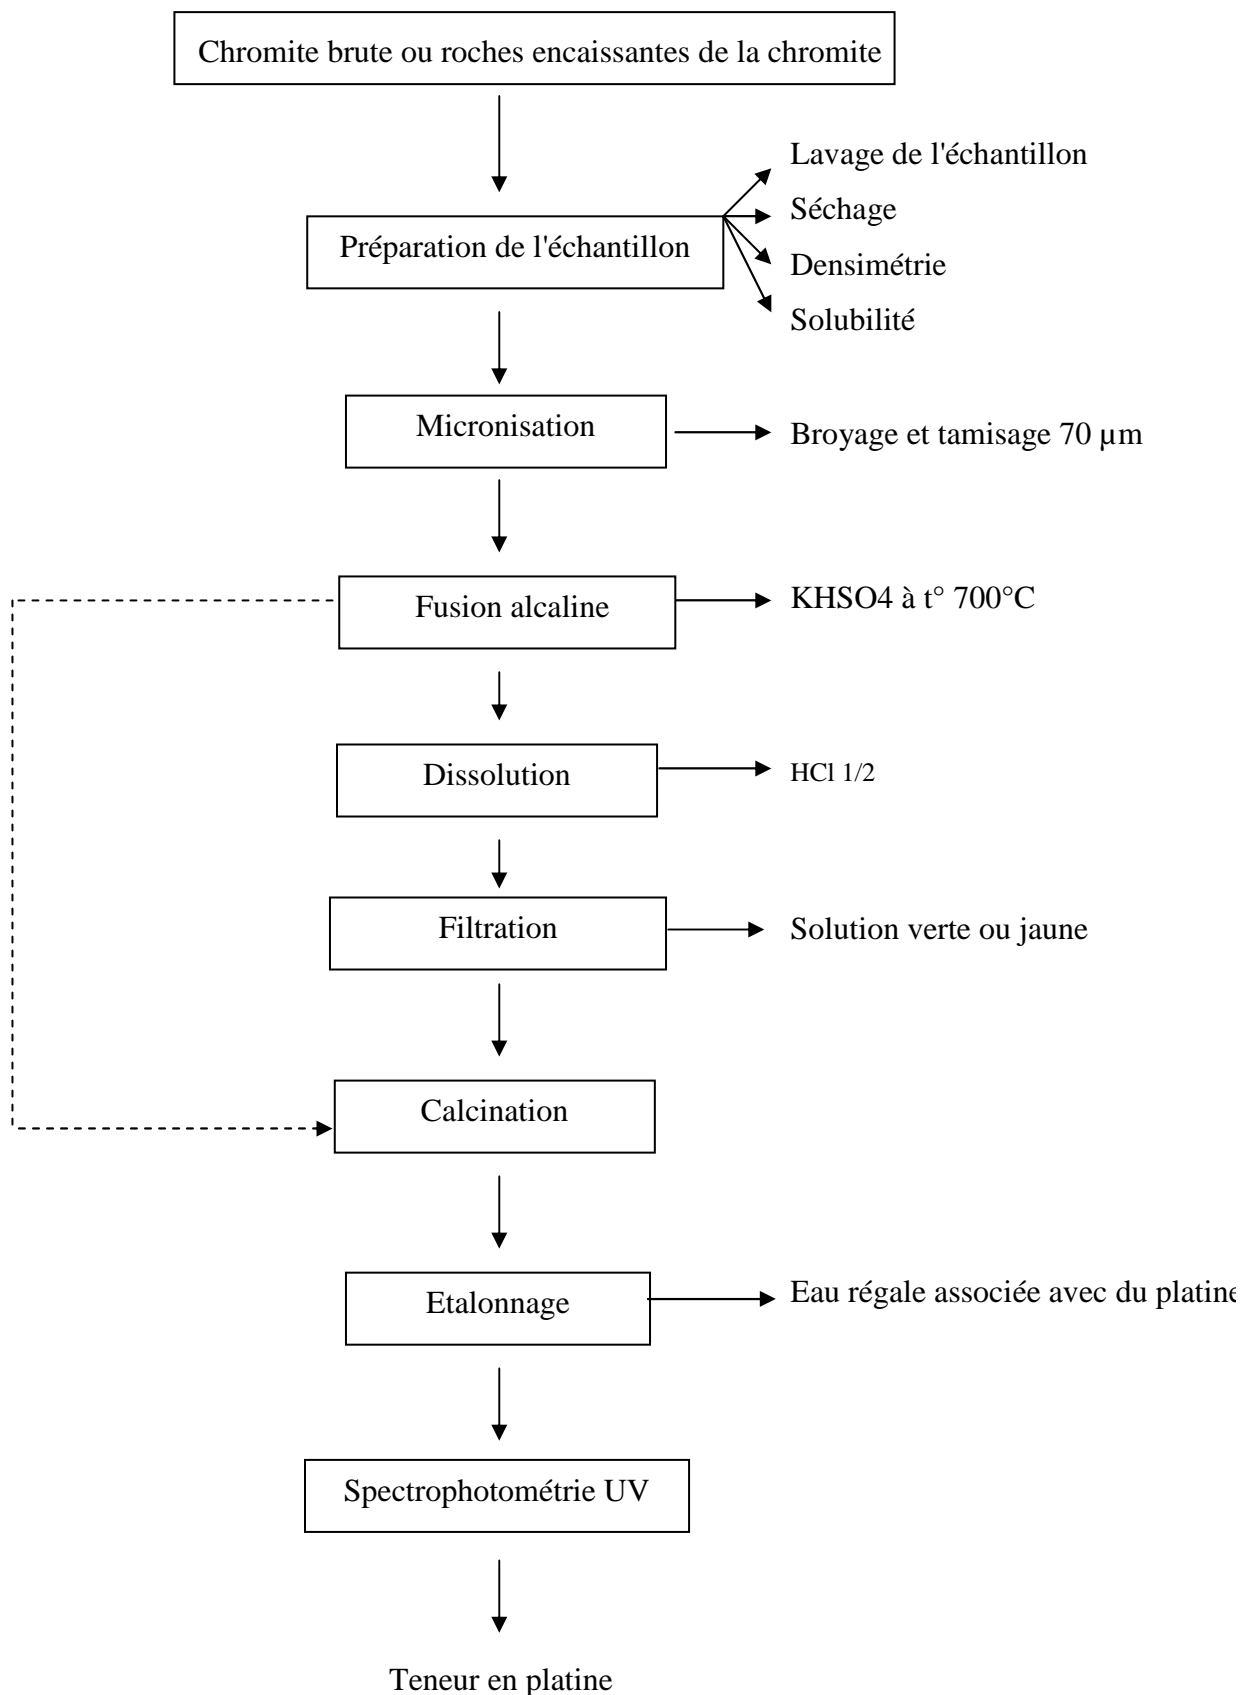 Chromite brute ou roches encaissantes de la chromite
Lavage de l'échantillon
Séchage
Préparation de l'échantillon
Densimétrie
Solubilité
Micronisation
Broyage et tamisage 70 µm
Fusion alcaline
KHSO4 à t° 700°C
Dissolution
HCl 1/2
Filtration
Solution verte ou jaune
Calcination
Etalonnage
Eau régale associée avec du platine
Spectrophotométrie UV
Teneur en platine